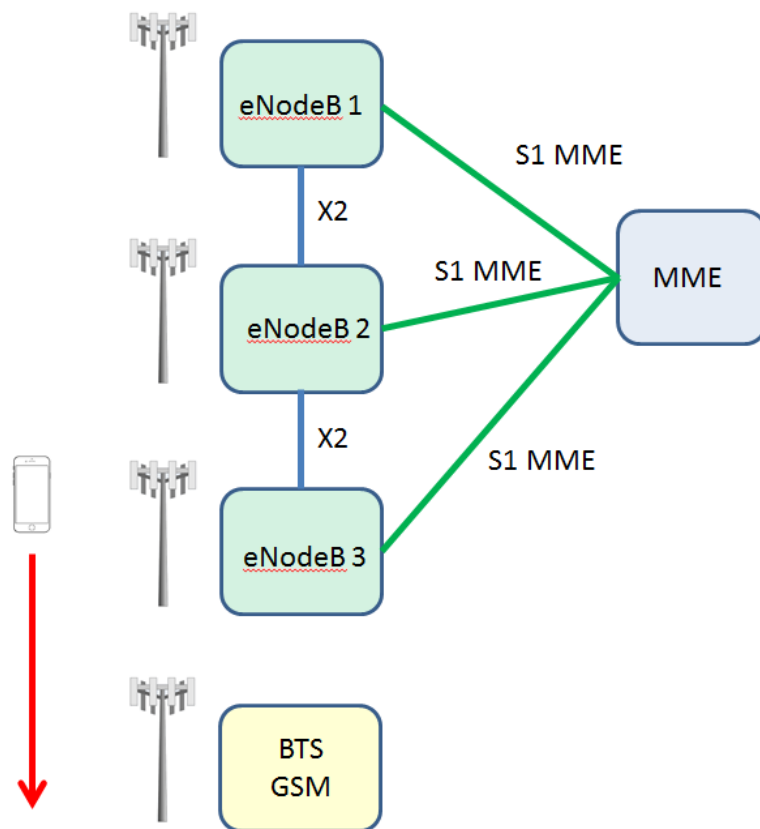 eNodeB 1
S1 MME
X2
S1 MME
MME
eNodeB 2
X2
S1 MME
eNodeB 3
BTS
GSM